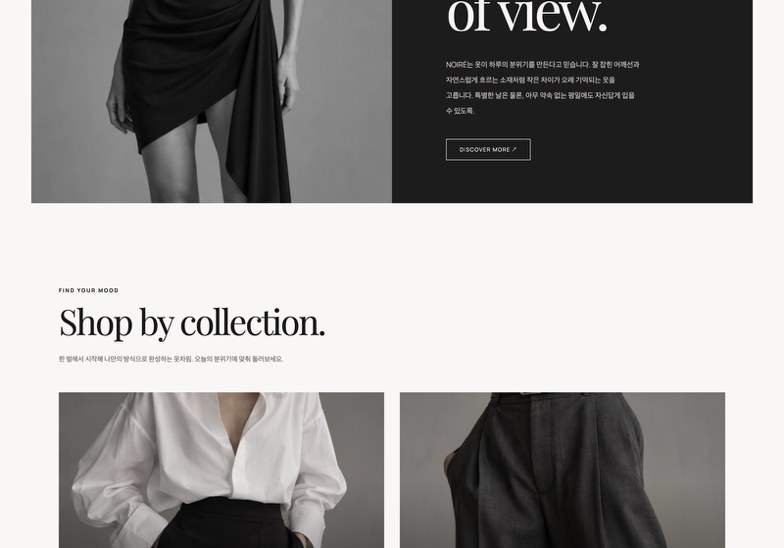 of view.
NOIRÉ는 옷이 하루의 분위기를 만든다고 믿습니다. 잘 잡힌 어깨선과
자연스럽게 흐르는 소재처럼 작은 차이가 오래 기억되는 옷을
고릅니다. 특별한 날은 물론, 아무 약속 없는 평일에도 자신답게 입을
수 있도록.
DISCOVER MORE ↗
FIND YOUR MOOD
Shop by collection.
한 벌에서 시작해 나만의 방식으로 완성하는 옷차림. 오늘의 분위기에 맞춰 둘러보세요.